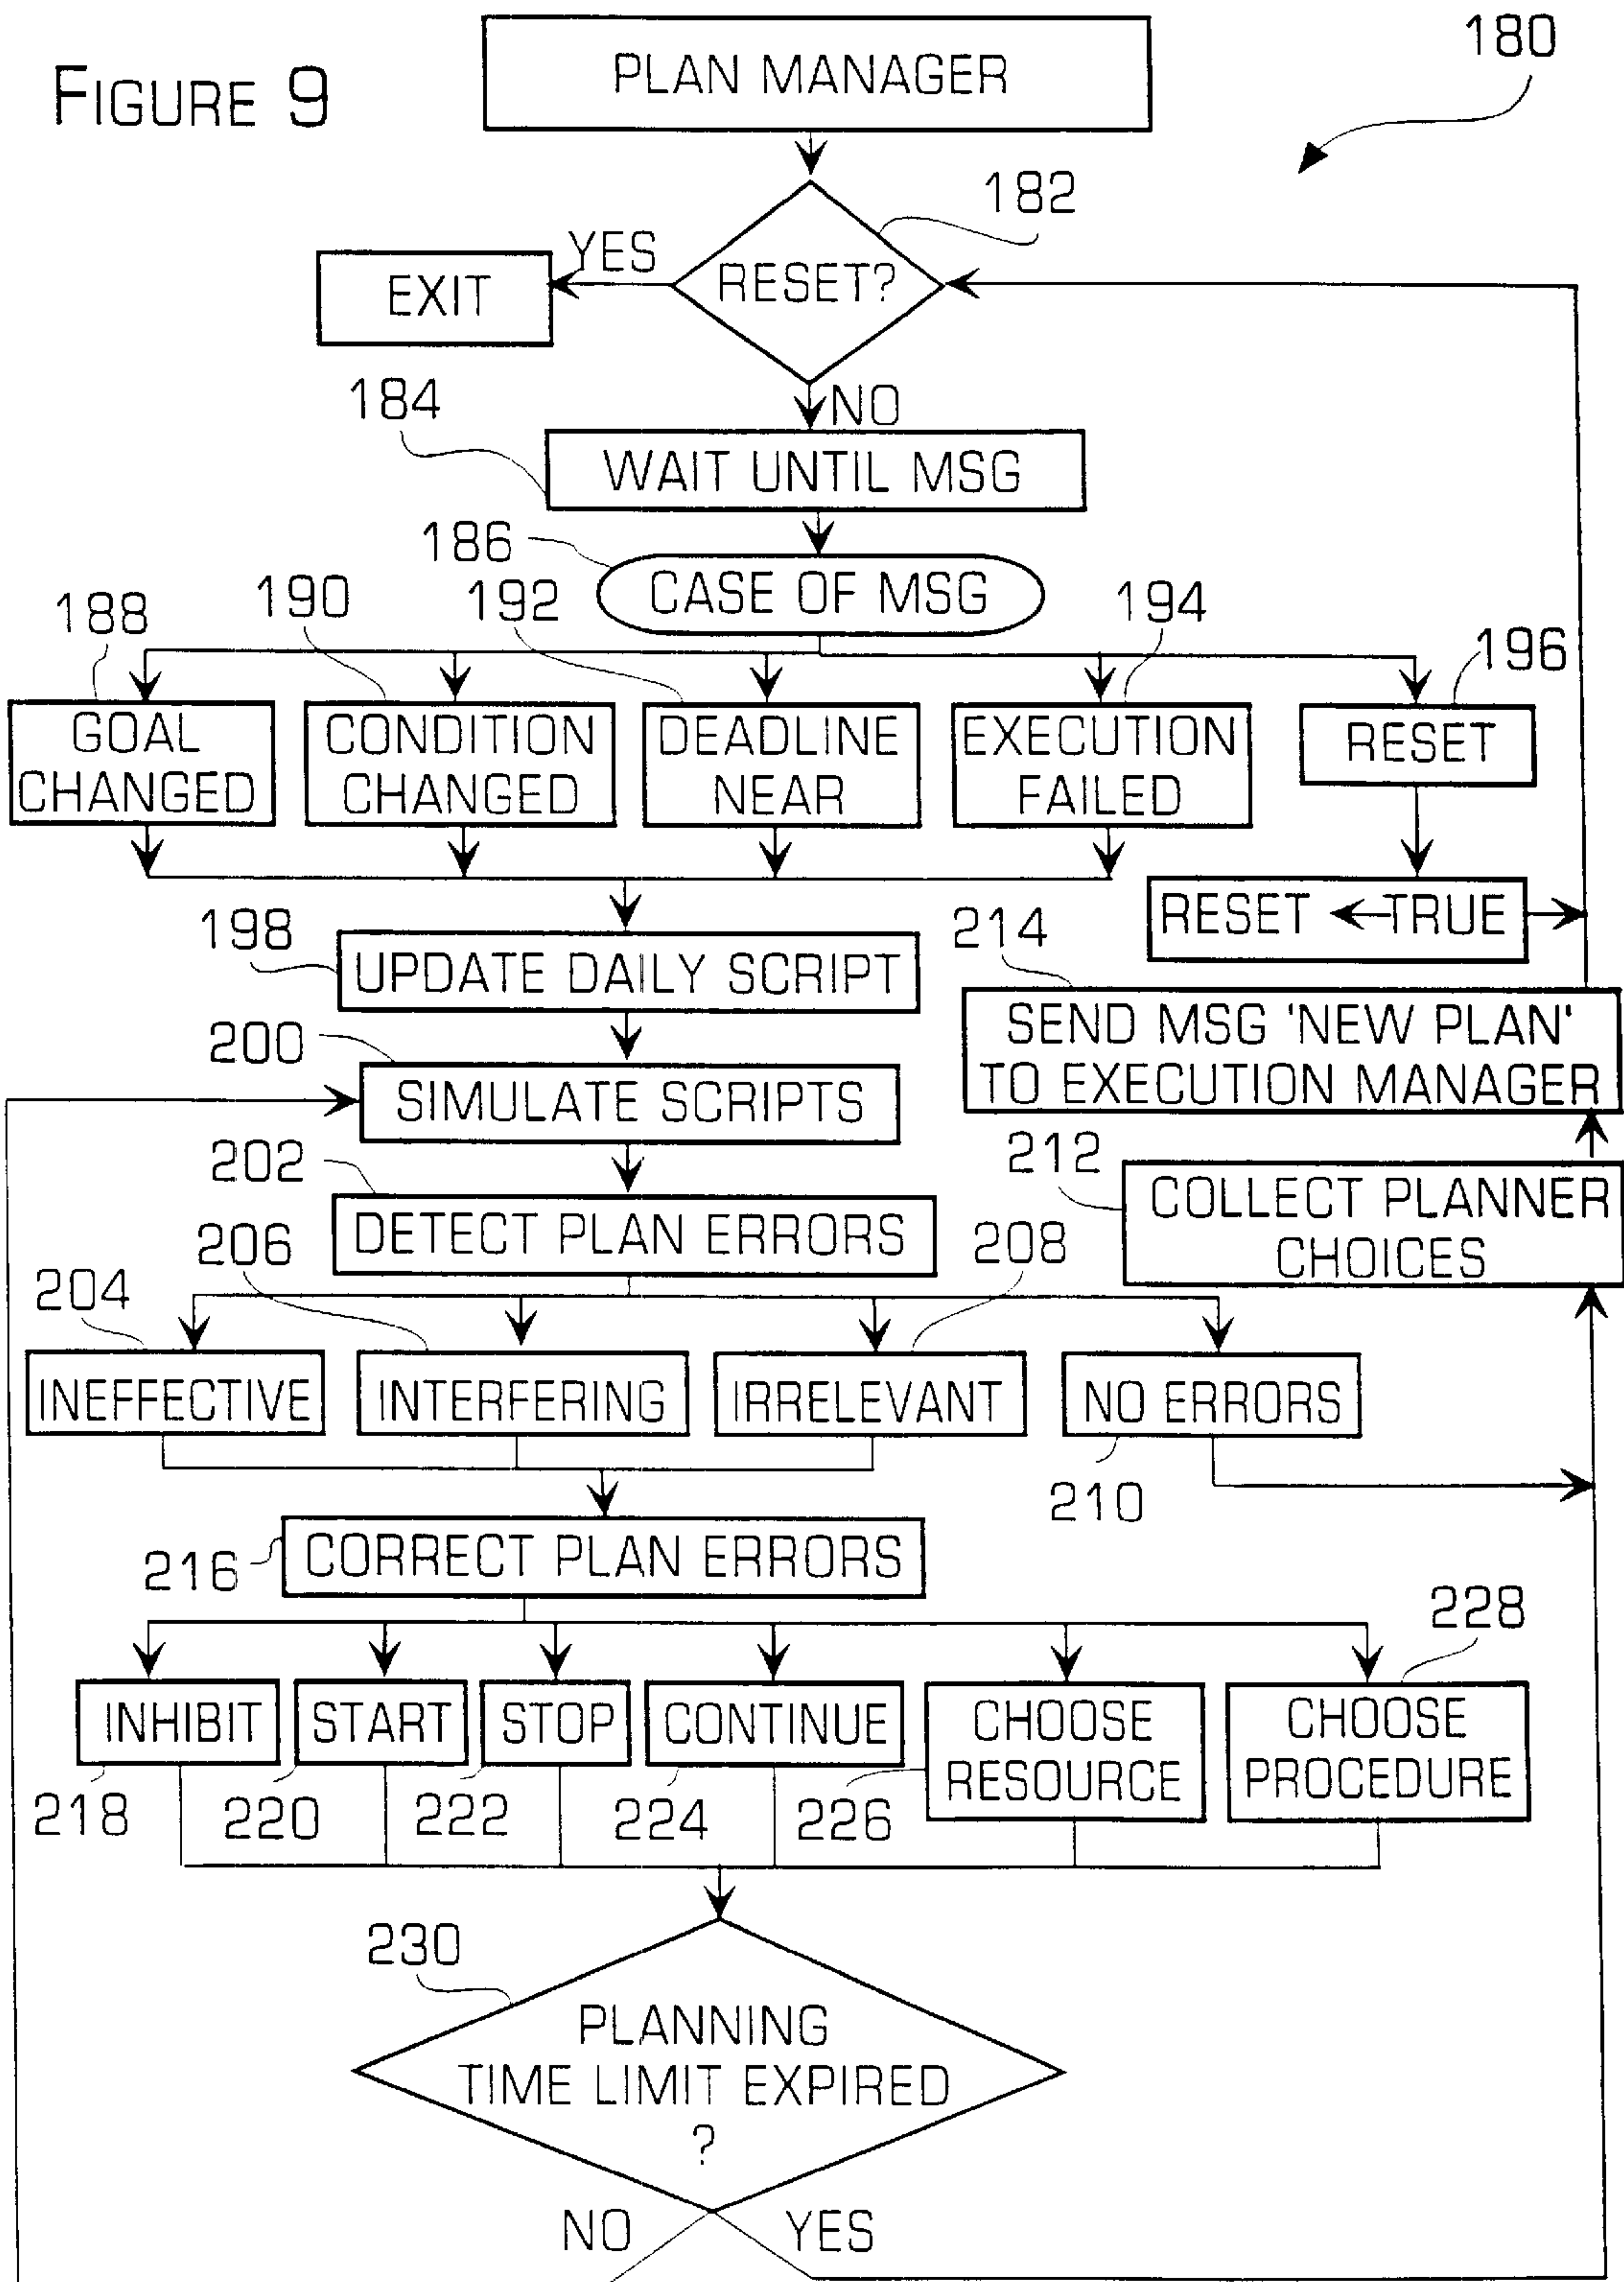 FIGURE 9
PLAN MANAGER
180
182
RESET?
YES
EXIT
NO
184
WAIT UNTIL MSG
186
CASE OF MSG
188
190
192
194
196
GOAL
CHANGED
CONDITION
CHANGED
DEADLINE
NEAR
EXECUTION
FAILED
RESET
RESET ← TRUE
198
UPDATE DAILY SCRIPT
214
SEND MSG 'NEW PLAN'
TO EXECUTION MANAGER
200
SIMULATE SCRIPTS
202
DETECT PLAN ERRORS
212
COLLECT PLANNER
CHOICES
204
206
208
INEFFECTIVE
INTERFERING
IRRELEVANT
NO ERRORS
210
216
CORRECT PLAN ERRORS
228
INHIBIT
START
STOP
CONTINUE
CHOOSE
RESOURCE
CHOOSE
PROCEDURE
218
220
222
224
226
230
PLANNING
TIME LIMIT EXPIRED
?
NO
YES